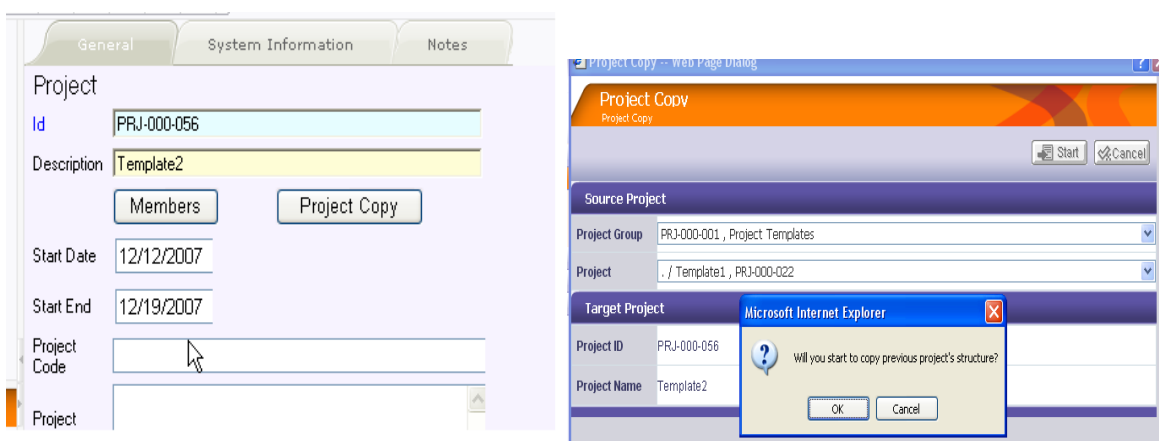 General System Information Notes
Project
Id PRJ-000-056
Description Template2
Members Project Copy
Start Date 12/12/2007
Start End 12/19/2007
Project
Code
Project
Project Copy -- Web Page Dialog
Project Copy
Project Copy
Start Cancel
Source Project
Project Group PRJ-000-001 , Project Templates
Project . / Template1 , PRJ-000-022
Target Project
Project ID PRJ-000-056
Project Name Template2
Microsoft Internet Explorer
Will you start to copy previous project's structure?
OK Cancel